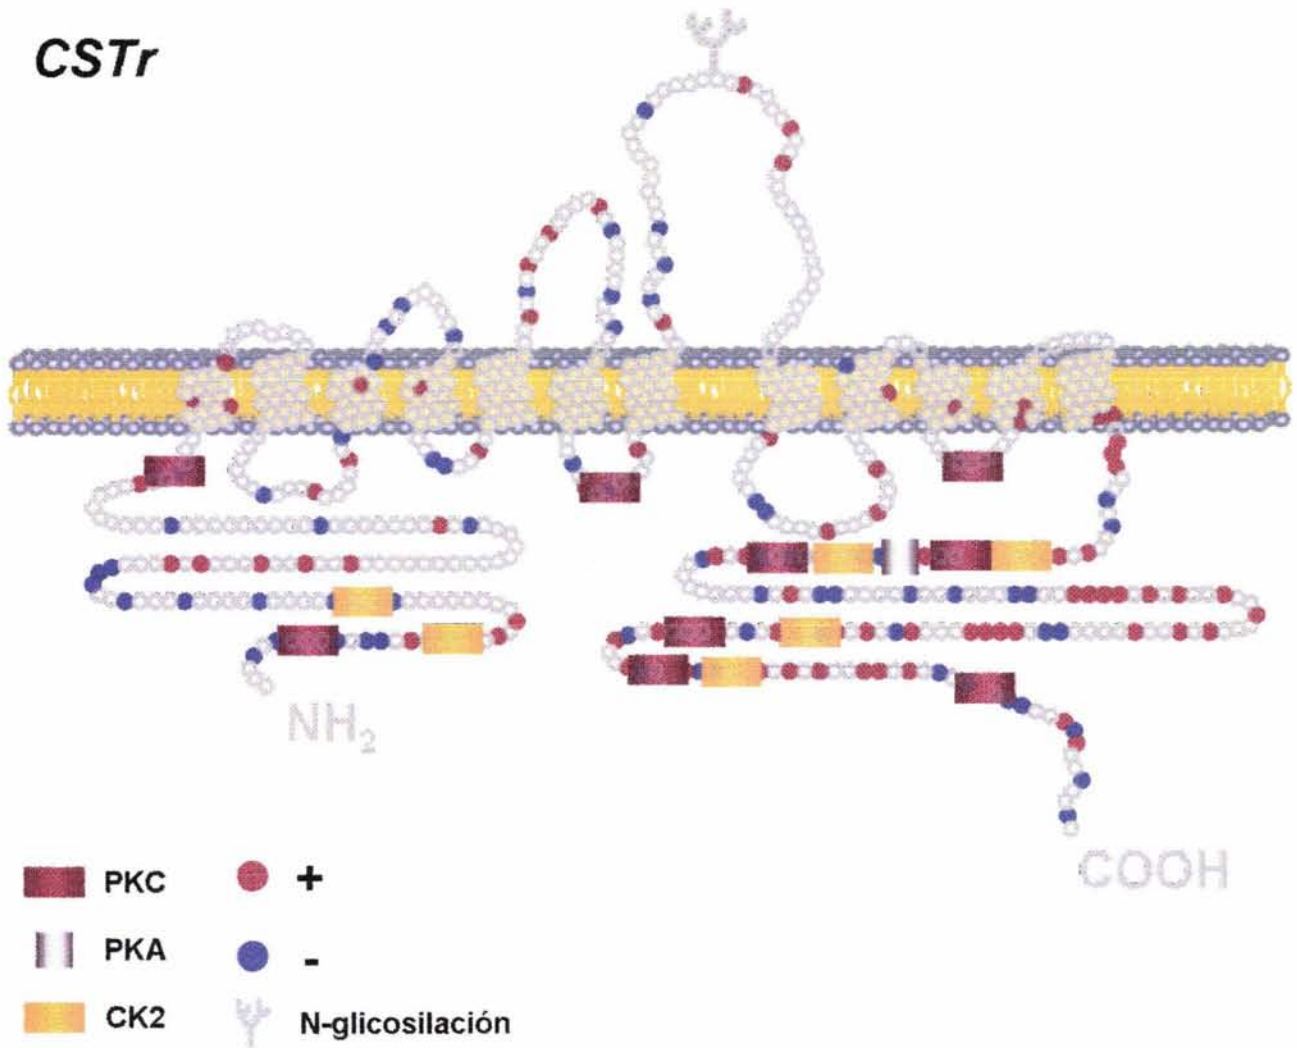 CSTr
NH2
COOH
PKC
+
PKA
-
CK2
N-glicosilación